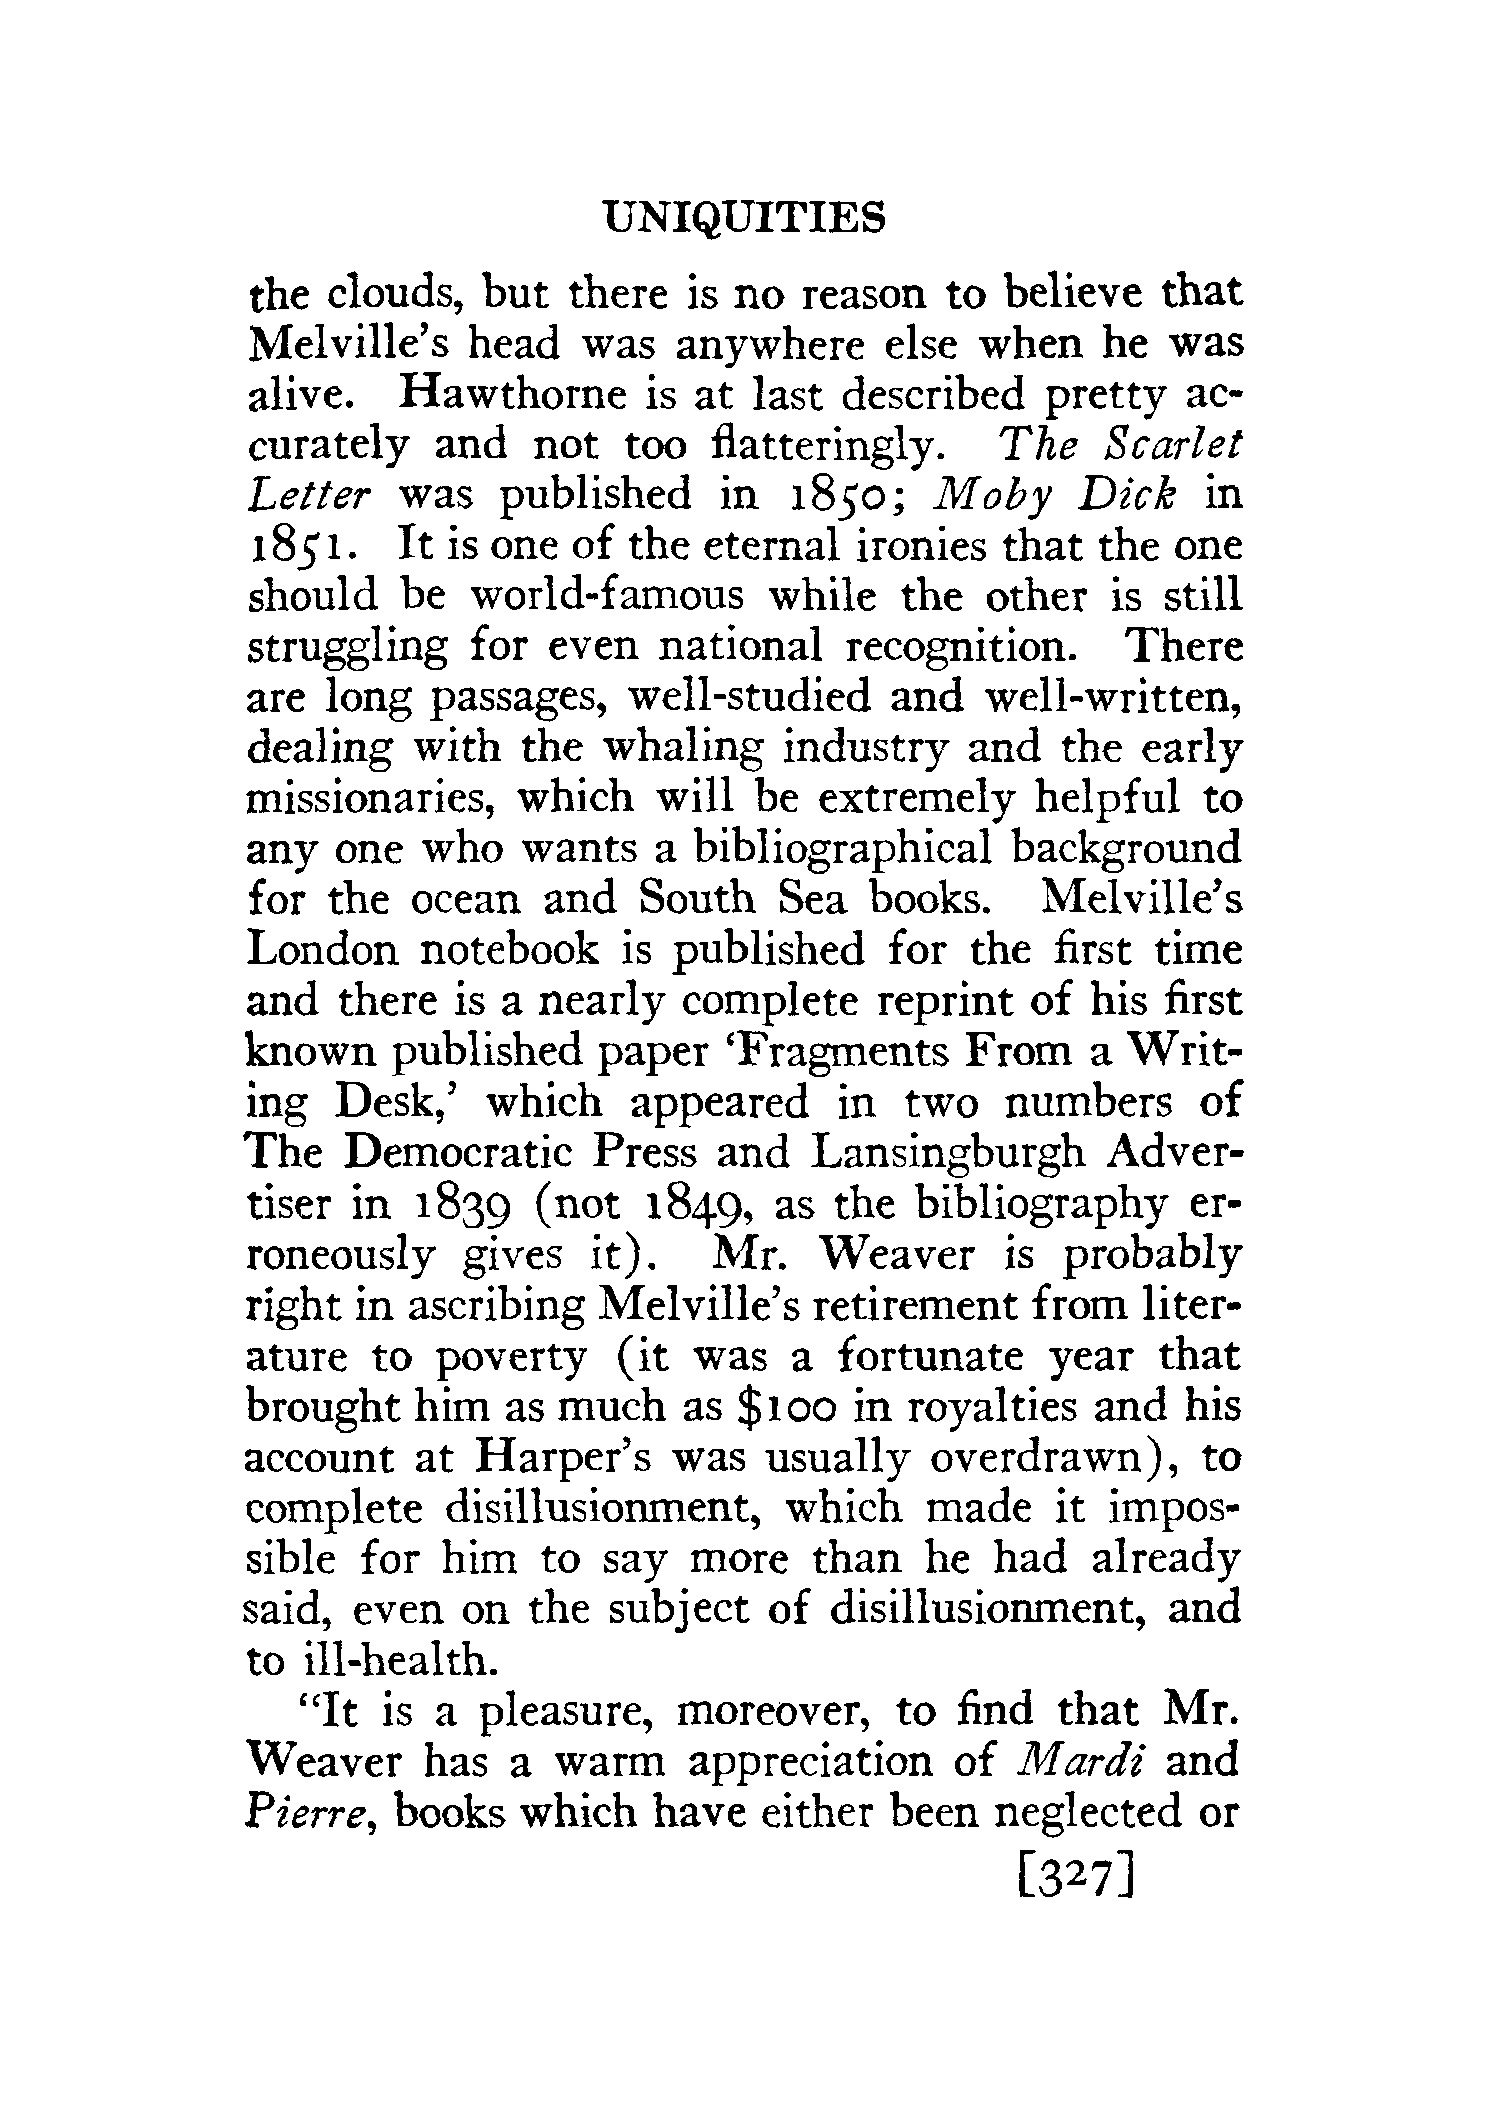 UNIQUITIES
the clouds, but there is no reason to believe that
Melville's head was anywhere else when he was
alive. Hawthorne is at last described pretty ac-
curately and not too flatteringly. The Scarlet
Letter was published in 1850; Moby Dick in
1851. It is one of the eternal ironies that the one
should be world-famous while the other is still
struggling for even national recognition. There
are long passages, well-studied and well-written,
dealing with the whaling industry and the early
missionaries, which will be extremely helpful to
any one who wants a bibliographical background
for the ocean and South Sea books. Melville's
London notebook is published for the first time
and there is a nearly complete reprint of his first
known published paper 'Fragments From a Writ-
ing Desk,' which appeared in two numbers of
The Democratic Press and Lansingburgh Adver-
tiser in 1839 (not 1849, as the bibliography er-
roneously gives it). Mr. Weaver is probably
right in ascribing Melville's retirement from liter-
ature to poverty (it was a fortunate year that
brought him as much as $100 in royalties and his
account at Harper's was usually overdrawn), to
complete disillusionment, which made it impos-
sible for him to say more than he had already
said, even on the subject of disillusionment, and
to ill-health.
"It is a pleasure, moreover, to find that Mr.
Weaver has a warm appreciation of Mardi and
Pierre, books which have either been neglected or
[327]